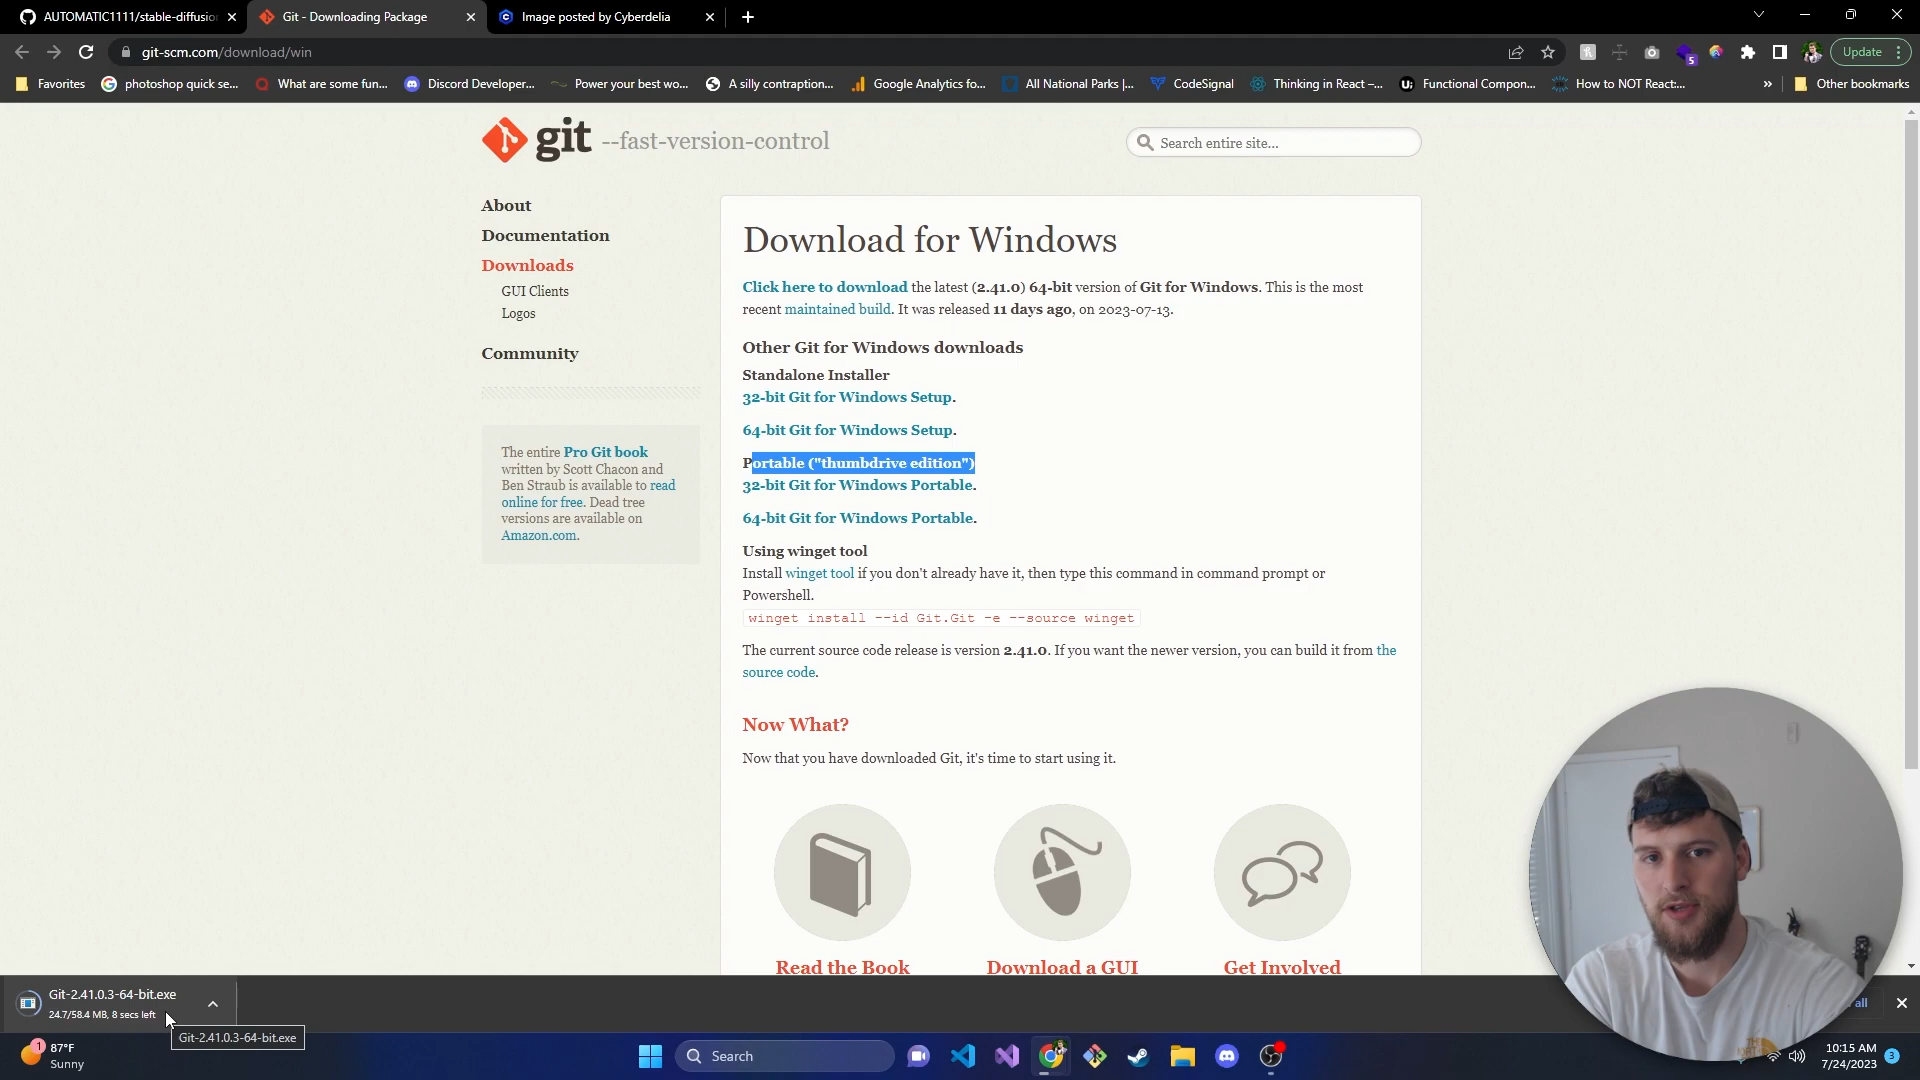 AUTOMATIC1111/stable-diffusion
Git - Downloading Package
Image posted by Cyberdelia
git-scm.com/download/win
5
Update
Favorites
photoshop quick se...
What are some fun...
Discord Developer...
Power your best wo...
A silly contraption...
Google Analytics fo...
All National Parks |...
CodeSignal
Thinking in React –...
Functional Compon...
How to NOT React:...
»
Other bookmarks
git --fast-version-control
Search entire site...
About
Documentation
Downloads
GUI Clients
Logos
Community
The entire Pro Git book
written by Scott Chacon and
Ben Straub is available to read
online for free. Dead tree
versions are available on
Amazon.com.
Download for Windows
Click here to download the latest (2.41.0) 64-bit version of Git for Windows. This is the most
recent maintained build. It was released 11 days ago, on 2023-07-13.
Other Git for Windows downloads
Standalone Installer
32-bit Git for Windows Setup.
64-bit Git for Windows Setup.
Portable ("thumbdrive edition")
32-bit Git for Windows Portable.
64-bit Git for Windows Portable.
Using winget tool
Install winget tool if you don't already have it, then type this command in command prompt or
Powershell.
winget install --id Git.Git -e --source winget
The current source code release is version 2.41.0. If you want the newer version, you can build it from the
source code.
Now What?
Now that you have downloaded Git, it's time to start using it.
Read the Book
Download a GUI
Get Involved
Git-2.41.0.3-64-bit.exe
24.7/58.4 MB, 8 secs left
Git-2.41.0.3-64-bit.exe
all
1
87°F
Sunny
Search
10:15 AM
7/24/2023
3